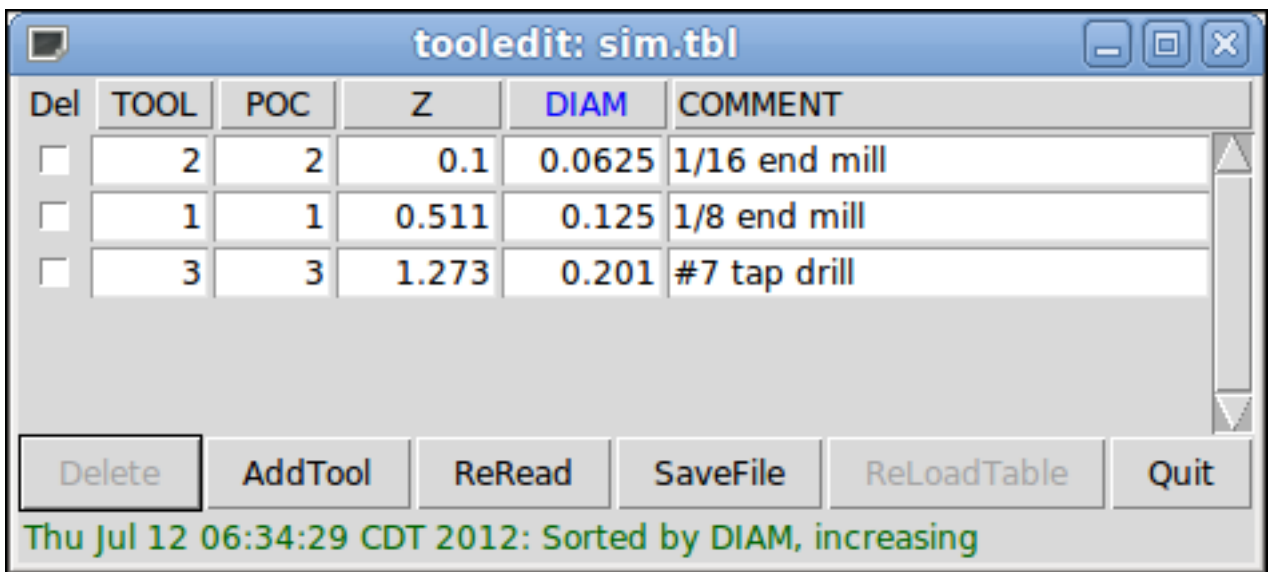 tooledit: sim.tbl
Del TOOL POC Z DIAM COMMENT
2 2 0.1 0.0625 1/16 end mill
1 1 0.511 0.125 1/8 end mill
3 3 1.273 0.201 #7 tap drill
Delete AddTool ReRead SaveFile ReLoadTable Quit
Thu Jul 12 06:34:29 CDT 2012: Sorted by DIAM, increasing